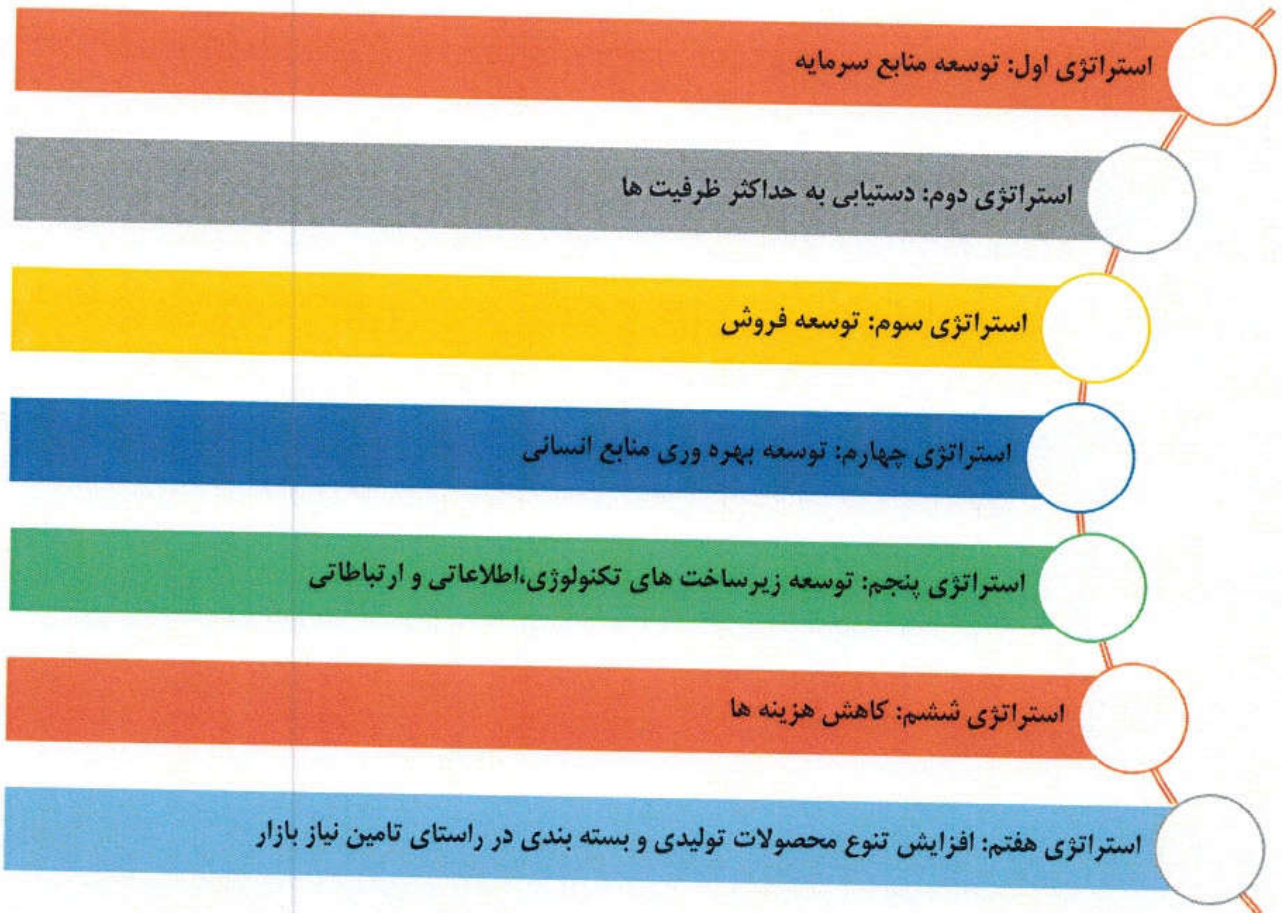 استراتژی اول: توسعه منابع سرمایه
استراتژی دوم: دستیابی به حداکثر ظرفیت ها
استراتژی سوم: توسعه فروش
استراتژی چهارم: توسعه بهره وری منابع انسانی
استراتژی پنجم: توسعه زیرساخت های تکنولوژی،اطلاعاتی و ارتباطاتی
استراتژی ششم: کاهش هزینه ها
استراتژی هفتم: افزایش تنوع محصولات تولیدی و بسته بندی در راستای تامین نیاز بازار